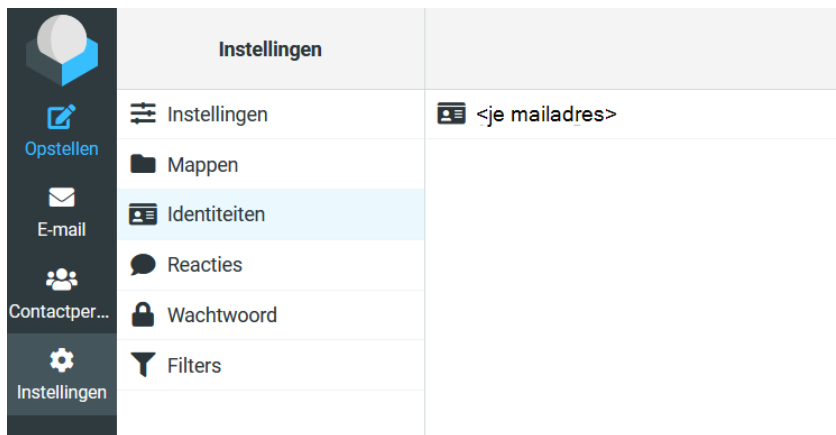 Instellingen
Opstellen
E-mail
Contactper...
Instellingen
Instellingen
Mappen
Identiteiten
Reacties
Wachtwoord
Filters
<je mailadres>